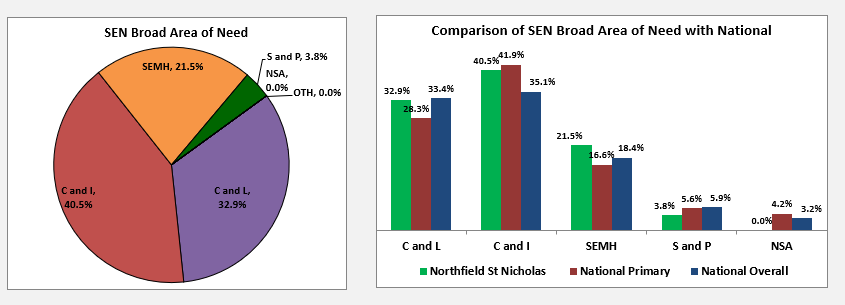 SEN Broad Area of Need
SEMH, 21.5%
S and P, 3.8%
NSA,
0.0%
OTH, 0.0%
C and I,
40.5%
C and L,
32.9%
Comparison of SEN Broad Area of Need with National
32.9%
28.3%
33.4%
40.5%
41.9%
35.1%
21.5%
16.6%
18.4%
3.8%
5.6%
5.9%
0.0%
4.2%
3.2%
C and L
C and I
SEMH
S and P
NSA
Northfield St Nicholas
National Primary
National Overall